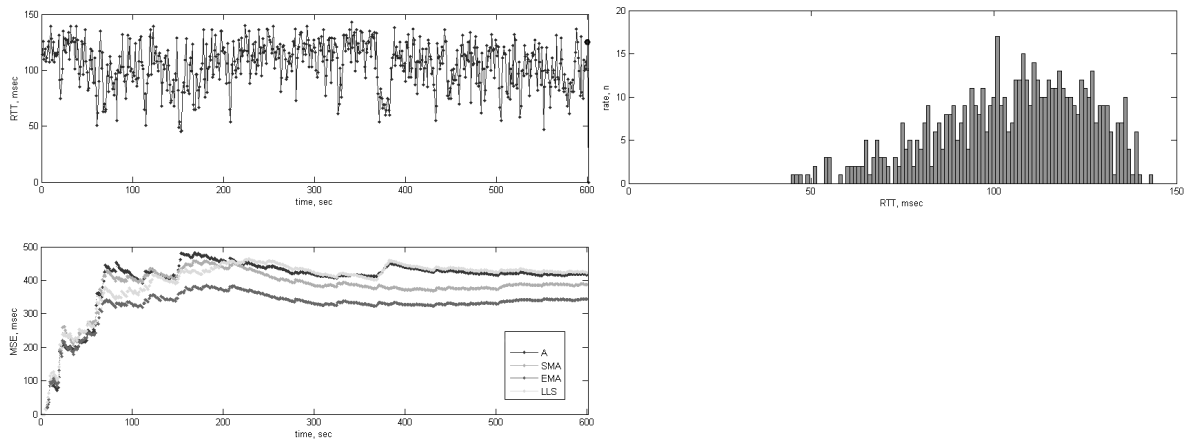 150
100
50
0
RTT, msec
0 100 200 300 400 500 600
time, sec
20
15
10
5
0
rate, n
0 50 100 150
RTT, msec
500
400
300
200
100
0
MSE, msec
A
SMA
EMA
LLS
0 100 200 300 400 500 600
time, sec